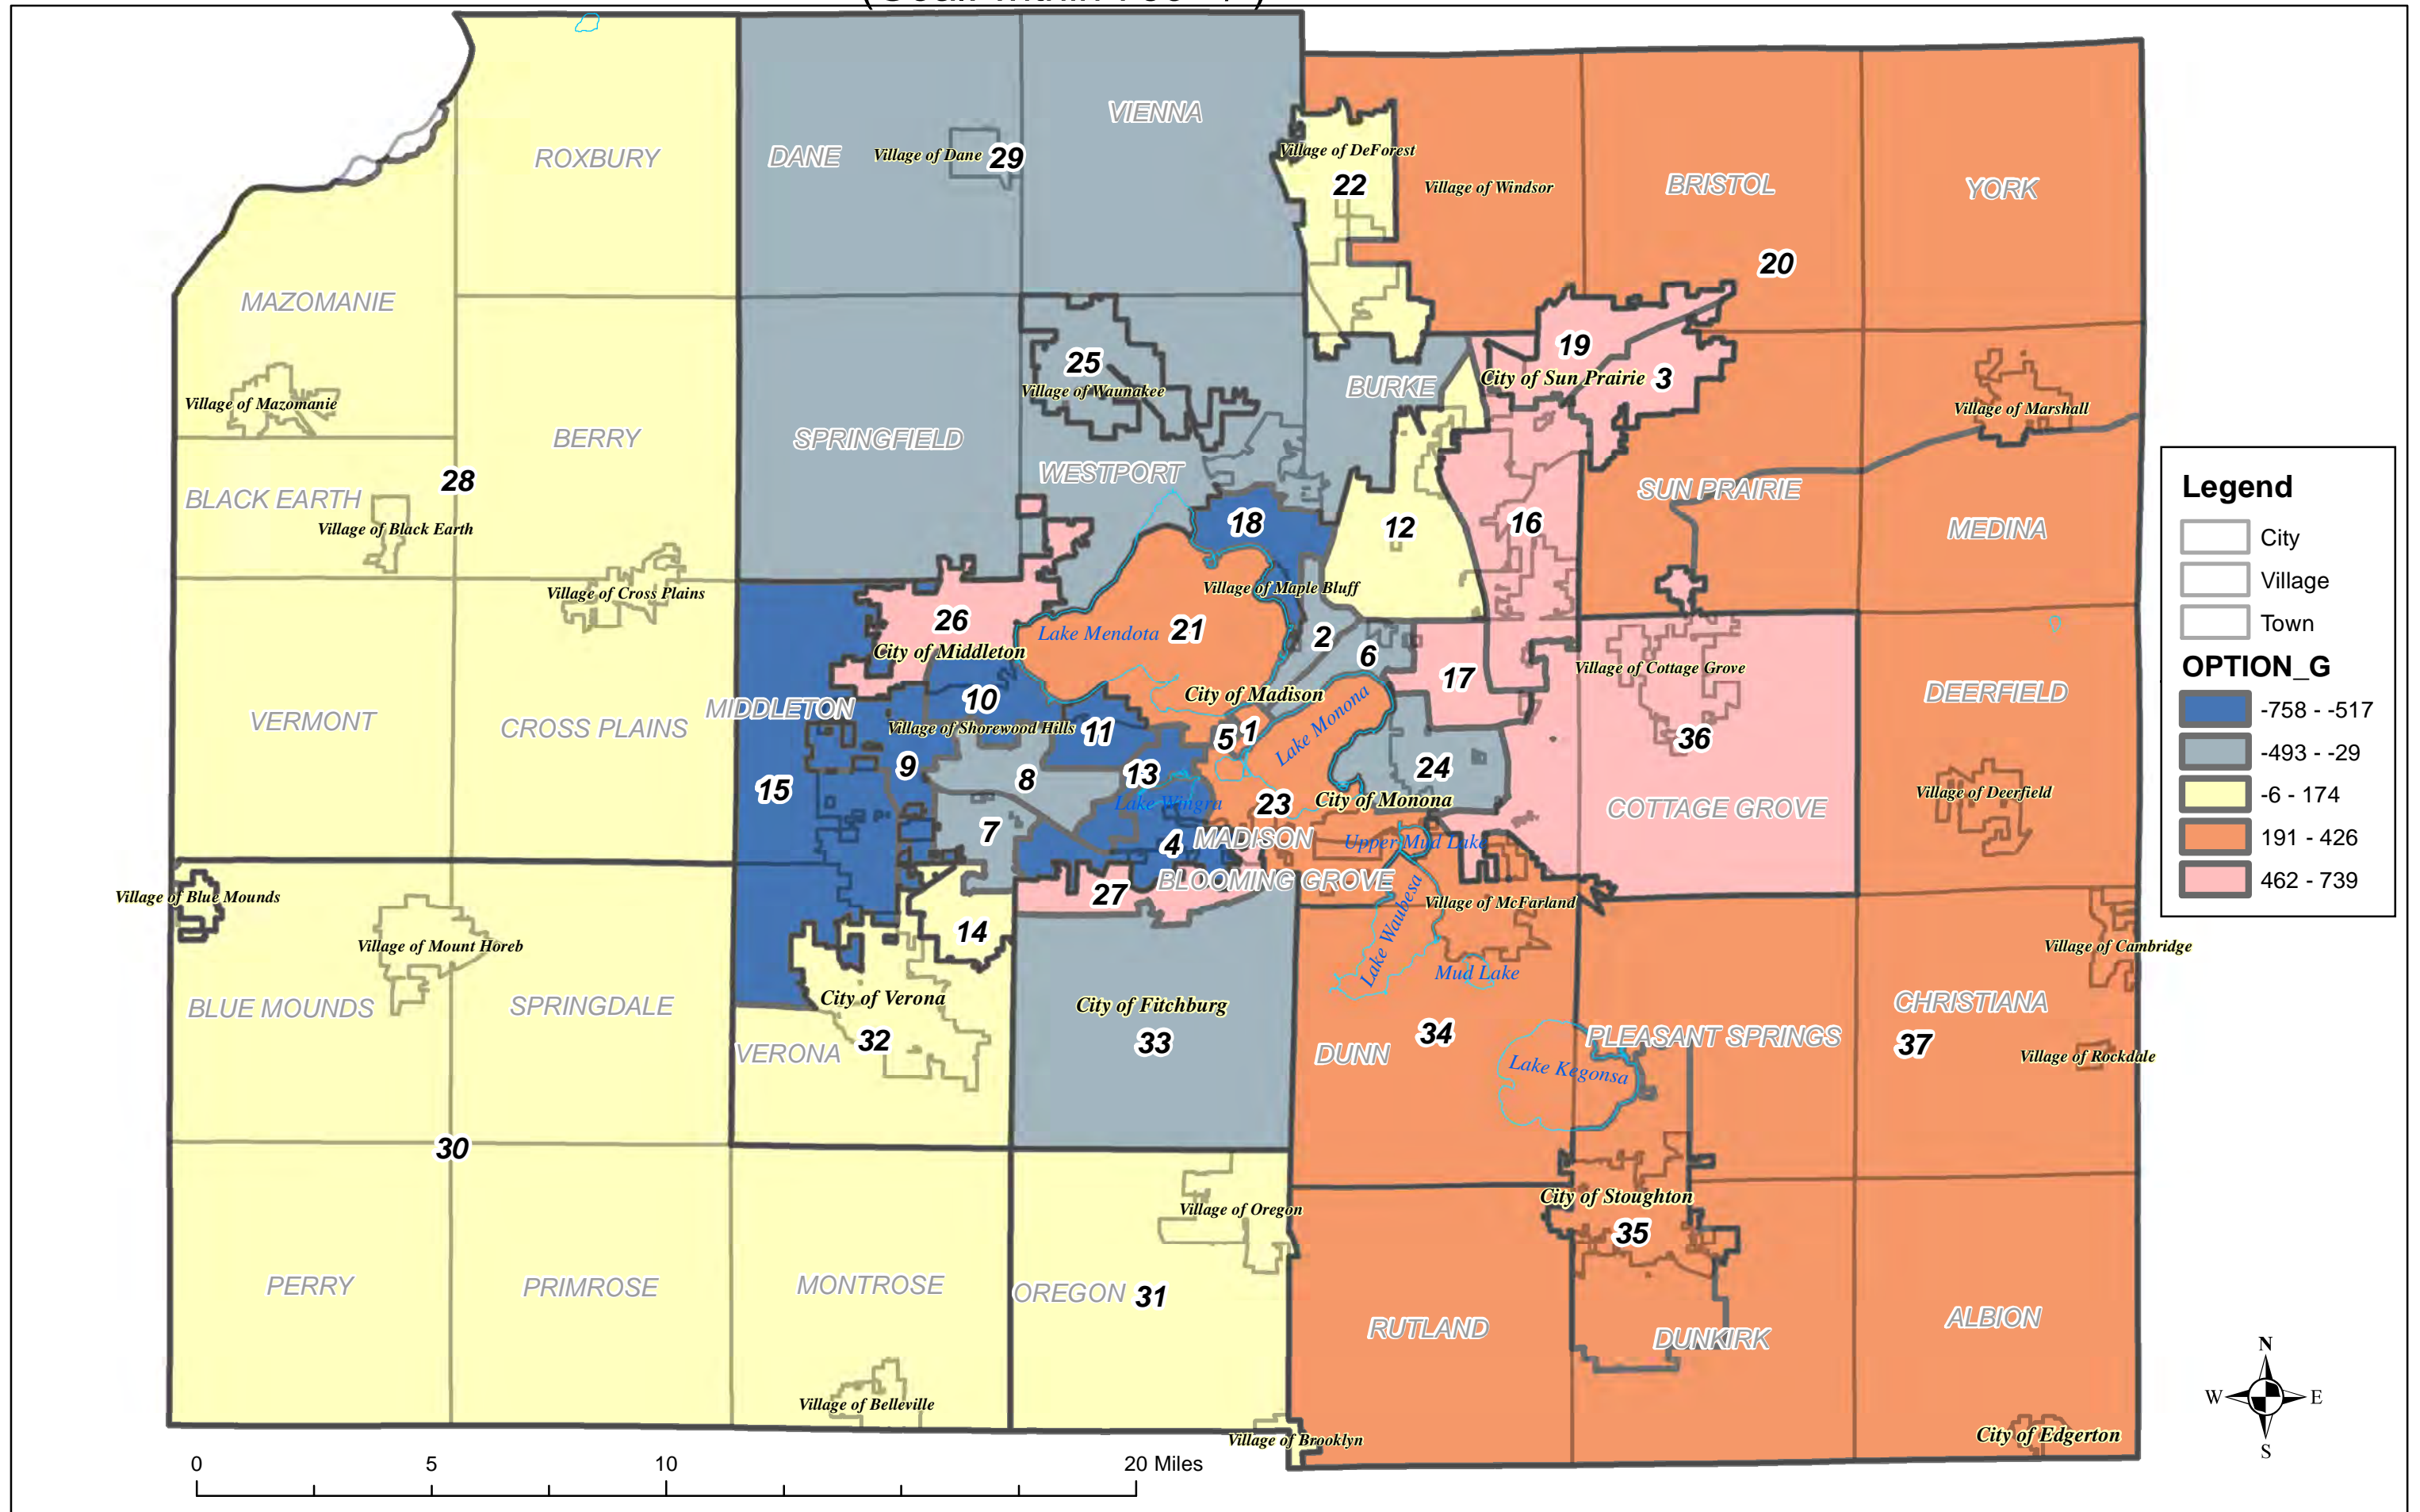 VIENNA
ROXBURY
DANE
Village of Dane
29
Village of DeForest
22
Village of Windsor
BRISTOL
YORK
20
MAZOMANIE
25
Village of Waunakee
BURKE
19
City of Sun Prairie
3
Village of Mazomanie
Village of Marshall
BERRY
SPRINGFIELD
WESTPORT
28
BLACK EARTH
Village of Black Earth
SUN PRAIRIE
MEDINA
18
12
16
Village of Cross Plains
Village of Maple Bluff
26
Lake Mendota
21
2
6
City of Middleton
17
Village of Cottage Grove
VERMONT
CROSS PLAINS
MIDDLETON
10
City of Madison
DEERFIELD
Village of Shorewood Hills
11
5
1
Lake Monona
36
15
9
8
13
24
Lake Wingra
23
City of Monona
COTTAGE GROVE
Village of Deerfield
7
4
MADISON
Upper Mud Lake
Village of Blue Mounds
27
BLOOMING GROVE
Village of McFarland
14
Village of Mount Horeb
Lake Waubesa
Village of Cambridge
Mud Lake
BLUE MOUNDS
SPRINGDALE
City of Verona
City of Fitchburg
CHRISTIANA
VERONA
32
33
DUNN
34
PLEASANT SPRINGS
37
Village of Rockdale
Lake Kegonsa
30
City of Stoughton
Village of Oregon
35
PERRY
PRIMROSE
MONTROSE
OREGON
31
RUTLAND
DUNKIRK
ALBION
Village of Belleville
Village of Brooklyn
City of Edgerton
Legend
City
Village
Town
OPTION_G
-758 - -517
-493 - -29
-6 - 174
191 - 426
462 - 739
N
W
E
S
0
5
10
20 Miles